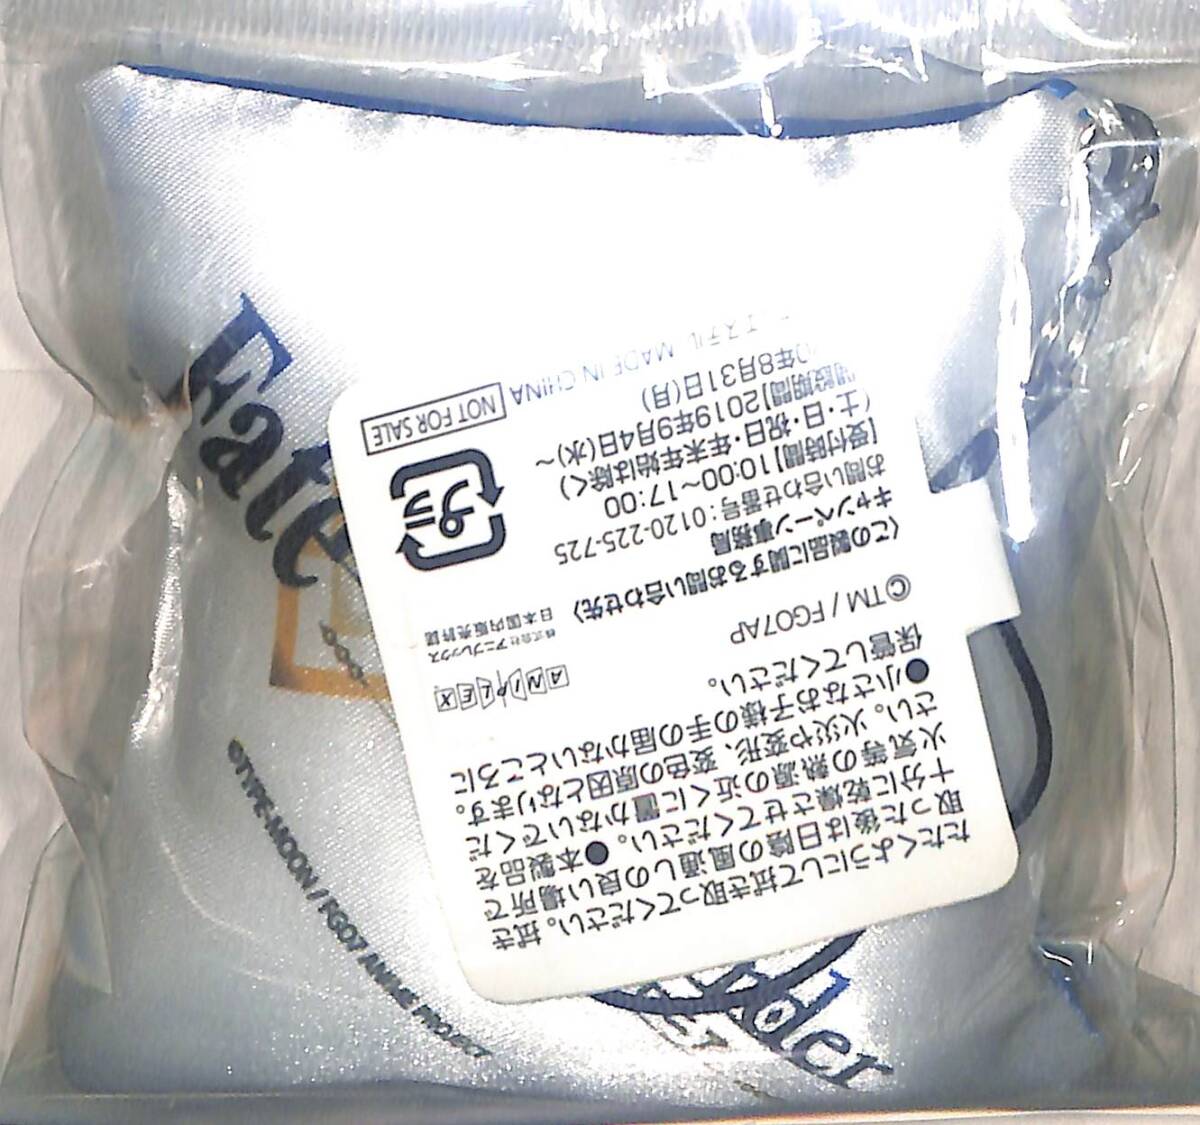 Fate
©TYPE-MOON / FGO7 ANIME PROJECT
たたくようにして拭き取ってください。拭き
取った後は日陰の風通しの良い場所で
十分に乾燥させてください。●本製品を
火気等の熱源の近くに置かないでくだ
さい。火災や変形、変色の原因となります。
●小さなお子様の手の届かないところに
保管してください。
©TM / FGO7AP
ANIPLEX
株式会社アニプレックス
日本国内販売許諾
〈この製品に関するお問い合わせ先〉
キャンペーン事務局
お問い合わせ番号：0120-225-725
【受付時間】10:00～17:00
(土・日・祝日・年末年始は除く)
開設期間】2019年9月4日(水)～
0年8月31日(月)
プラ
エステル MADE IN CHINA
NOT FOR SALE